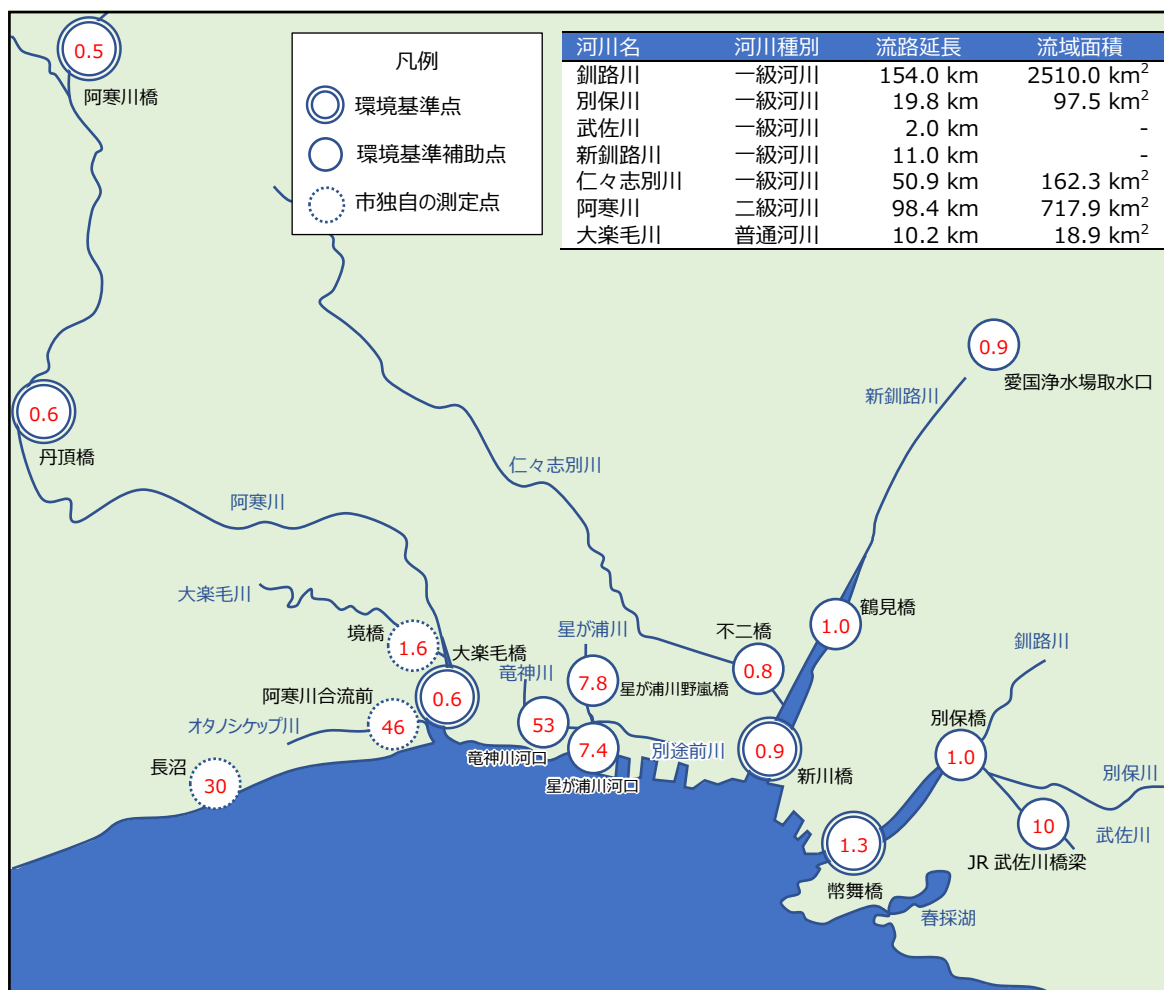 0.5
阿寒川橋
凡例
環境基準点
環境基準補助点
市独自の測定点
河川名 河川種別 流路延長 流域面積
釧路川 一級河川 154.0 km 2510.0 km²
別保川 一級河川 19.8 km 97.5 km²
武佐川 一級河川 2.0 km -
新釧路川 一級河川 11.0 km -
仁々志別川 一級河川 50.9 km 162.3 km²
阿寒川 二級河川 98.4 km 717.9 km²
大楽毛川 普通河川 10.2 km 18.9 km²
0.9
愛国浄水場取水口
新釧路川
0.6
丹頂橋
仁々志別川
阿寒川
大楽毛川
境橋
1.6
大楽毛橋
0.6
阿寒川合流前
46
オタノシケップ川
長沼
30
星が浦川
竜神川
7.8
星が浦川野嵐橋
53
竜神川河口
7.4
星が浦川河口
別途前川
不二橋
0.8
鶴見橋
1.0
0.9
新川橋
釧路川
別保橋
1.0
別保川
10
武佐川
JR 武佐川橋梁
1.3
幣舞橋
春採湖